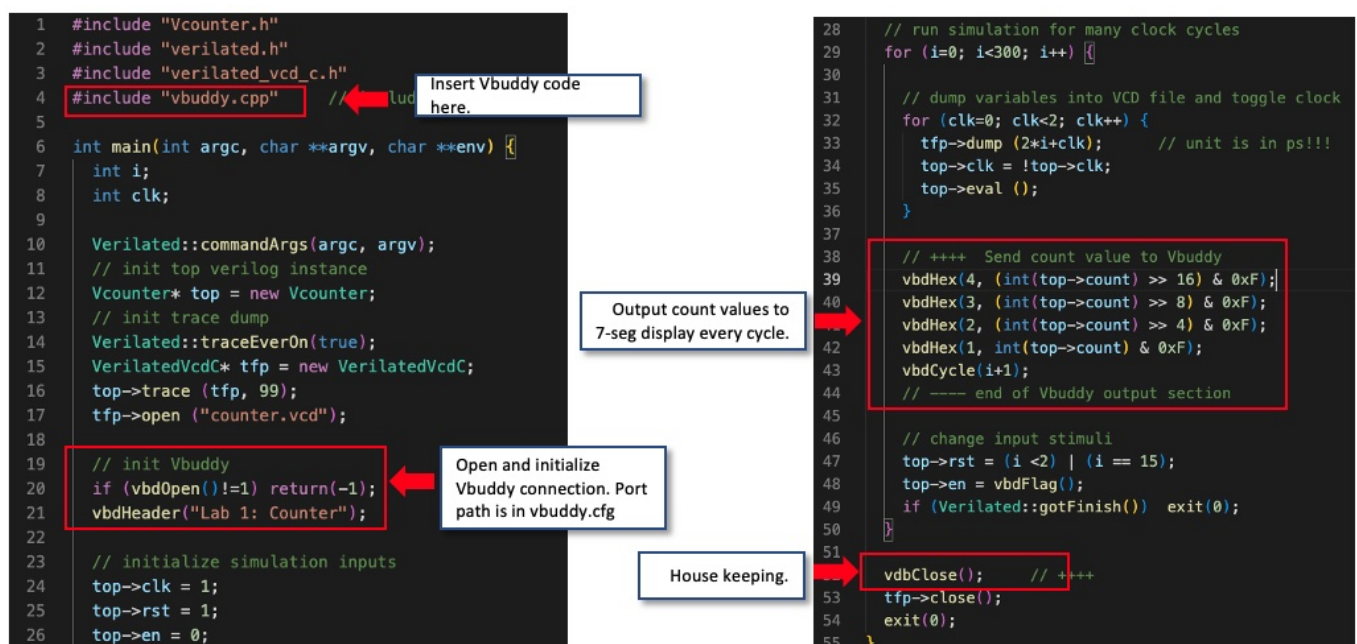 1 #include "Vcounter.h"
2 #include "verilated.h"
3 #include "verilated_vcd_c.h"
4 #include "vbuddy.cpp" //
Insert Vbuddy code
here.
5
6 int main(int argc, char **argv, char **env) {
7 int i;
8 int clk;
9
10 Verilated::commandArgs(argc, argv);
11 // init top verilog instance
12 Vcounter* top = new Vcounter;
13 // init trace dump
14 Verilated::traceEverOn(true);
15 VerilatedVcdC* tfp = new VerilatedVcdC;
16 top->trace (tfp, 99);
17 tfp->open ("counter.vcd");
18
19 // init Vbuddy
20 if (vbdOpen()!=1) return(-1);
21 vbdHeader("Lab 1: Counter");
Open and initialize
Vbuddy connection. Port
path is in vbuddy.cfg
22
23 // initialize simulation inputs
24 top->clk = 1;
25 top->rst = 1;
26 top->en = 0;
28 // run simulation for many clock cycles
29 for (i=0; i<300; i++) {
30
31 // dump variables into VCD file and toggle clock
32 for (clk=0; clk<2; clk++) {
33 tfp->dump (2*i+clk); // unit is in ps!!!
34 top->clk = !top->clk;
35 top->eval ();
36 }
37
38 // ++++ Send count value to Vbuddy
39 vbdHex(4, (int(top->count) >> 16) & 0xF);
40 vbdHex(3, (int(top->count) >> 8) & 0xF);
vbdHex(2, (int(top->count) >> 4) & 0xF);
42 vbdHex(1, int(top->count) & 0xF);
43 vbdCycle(i+1);
44 // ---- end of Vbuddy output section
Output count values to
7-seg display every cycle.
45
46 // change input stimuli
47 top->rst = (i <2) | (i == 15);
48 top->en = vbdFlag();
49 if (Verilated::gotFinish()) exit(0);
50 }
51
House keeping.
vdbClose(); // ++++
53 tfp->close();
54 exit(0);
55 }